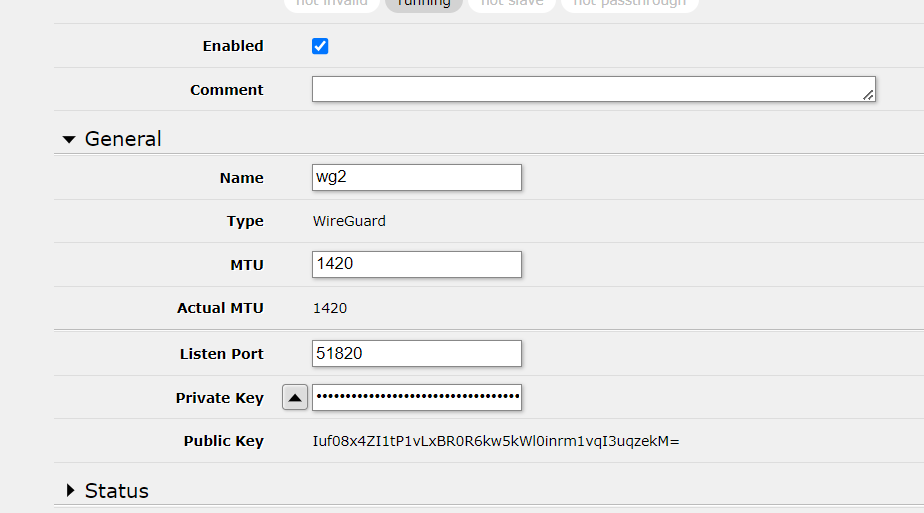 not invalid running not slave not passthrough
Enabled
Comment
General
Name wg2
Type WireGuard
MTU 1420
Actual MTU 1420
Listen Port 51820
Private Key ••••••••••••••••••••••••••••••••••••
Public Key Iuf08x4ZI1tP1vLxBR0R6kw5kWl0inrm1vqI3uqzekM=
Status